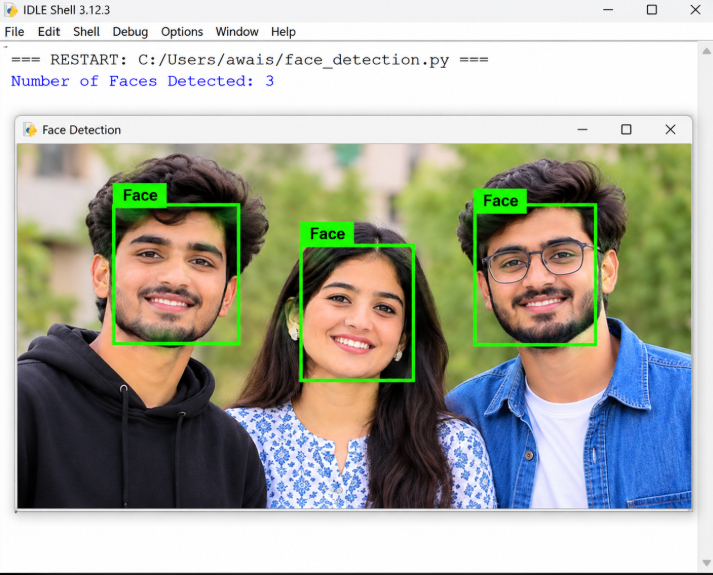 IDLE Shell 3.12.3
File Edit Shell Debug Options Window Help
=== RESTART: C:/Users/awais/face_detection.py ===
Number of Faces Detected: 3
Face Detection
Face
Face
Face